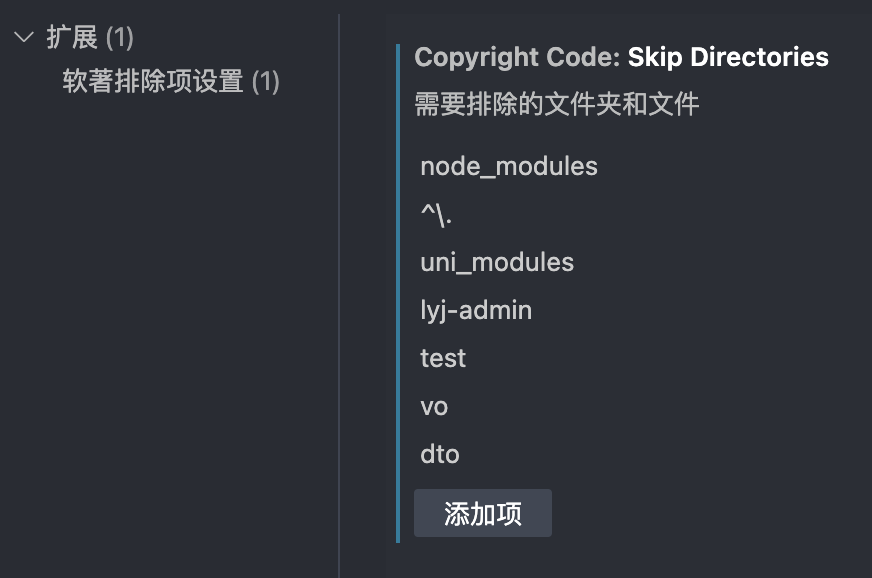 扩展 (1)
软著排除项设置 (1)
Copyright Code: Skip Directories
需要排除的文件夹和文件
node_modules
^\.
uni_modules
lyj-admin
test
vo
dto
添加项